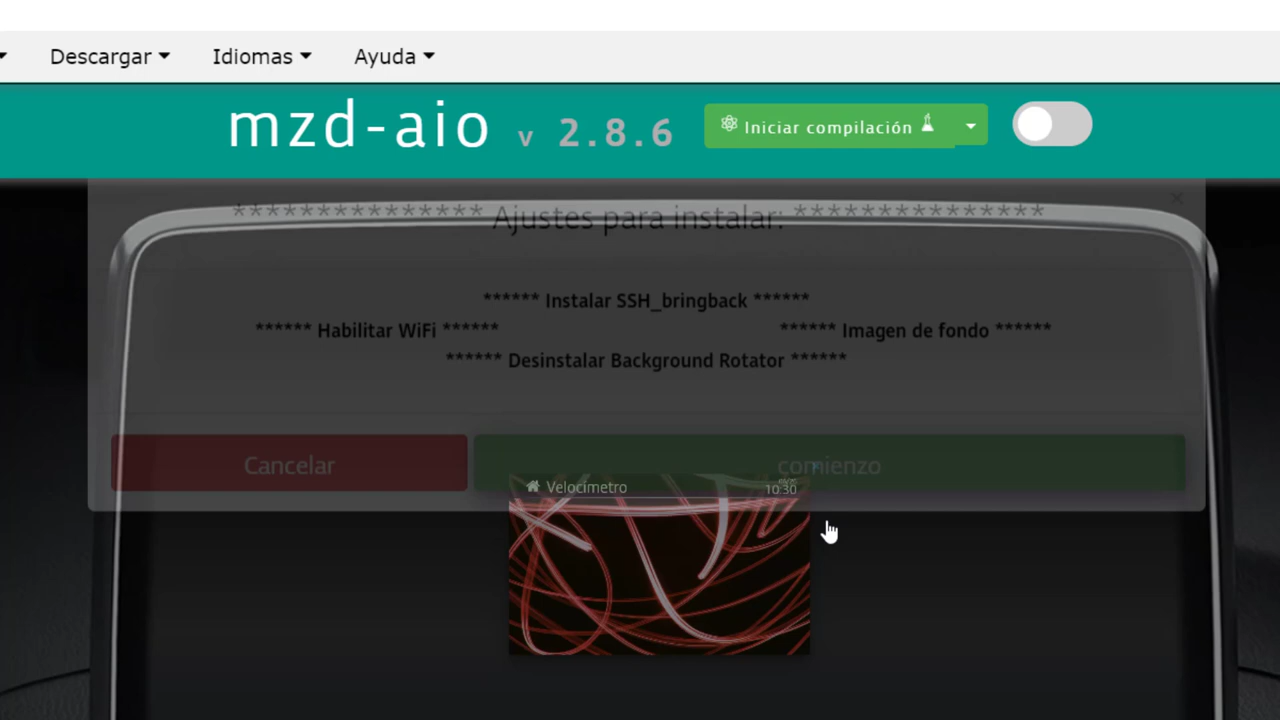 Descargar Idiomas Ayuda
mzd-aio v 2.8.6 Iniciar compilación
*************** Ajustes para instalar: ***************
****** Instalar SSH_bringback ******
****** Habilitar WiFi ****** ****** Imagen de fondo ******
****** Desinstalar Background Rotator ******
Cancelar comienzo
Velocímetro 10:30